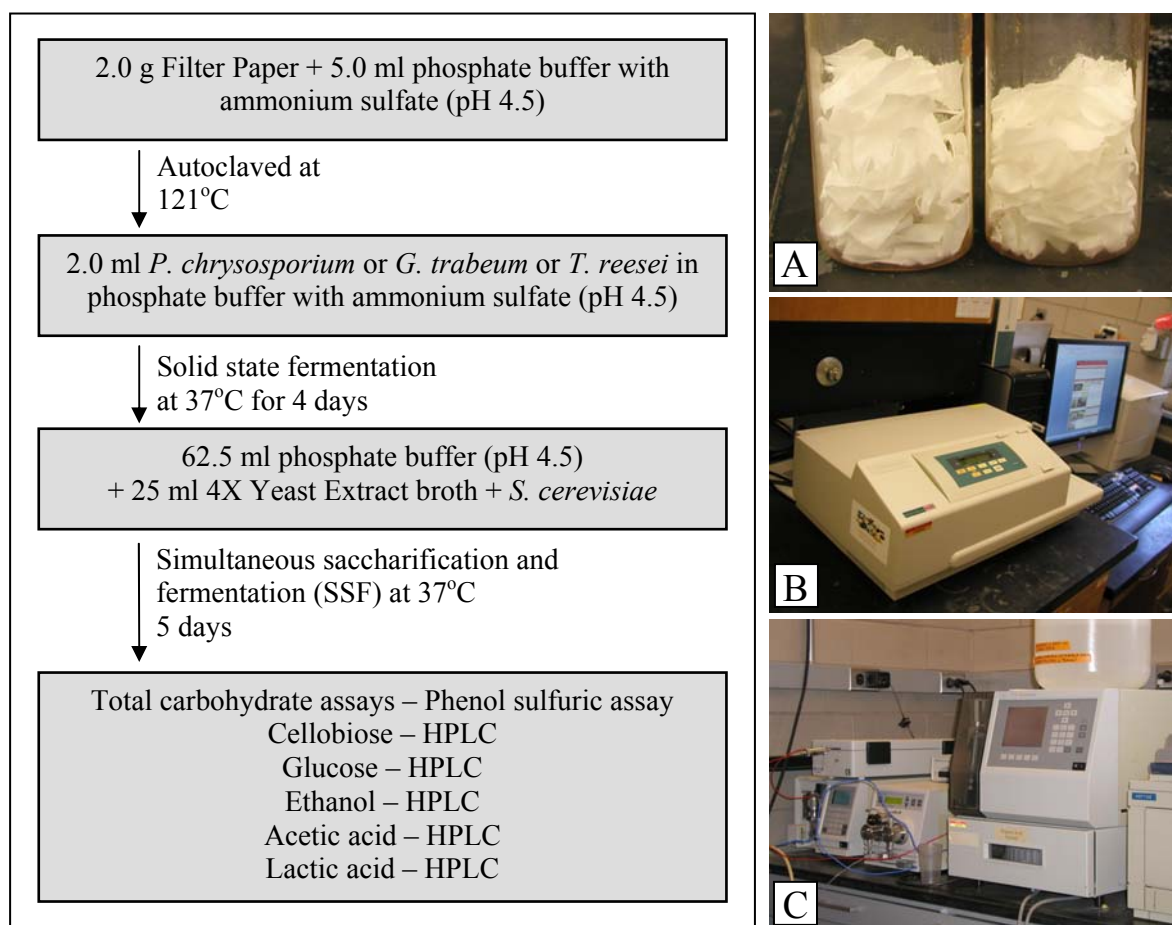 2.0 g Filter Paper + 5.0 ml phosphate buffer with
ammonium sulfate (pH 4.5)
Autoclaved at
121°C
2.0 ml P. chrysosporium or G. trabeum or T. reesei in
phosphate buffer with ammonium sulfate (pH 4.5)
Solid state fermentation
at 37°C for 4 days
62.5 ml phosphate buffer (pH 4.5)
+ 25 ml 4X Yeast Extract broth + S. cerevisiae
Simultaneous saccharification and
fermentation (SSF) at 37°C
5 days
Total carbohydrate assays – Phenol sulfuric assay
Cellobiose – HPLC
Glucose – HPLC
Ethanol – HPLC
Acetic acid – HPLC
Lactic acid – HPLC
A
B
C